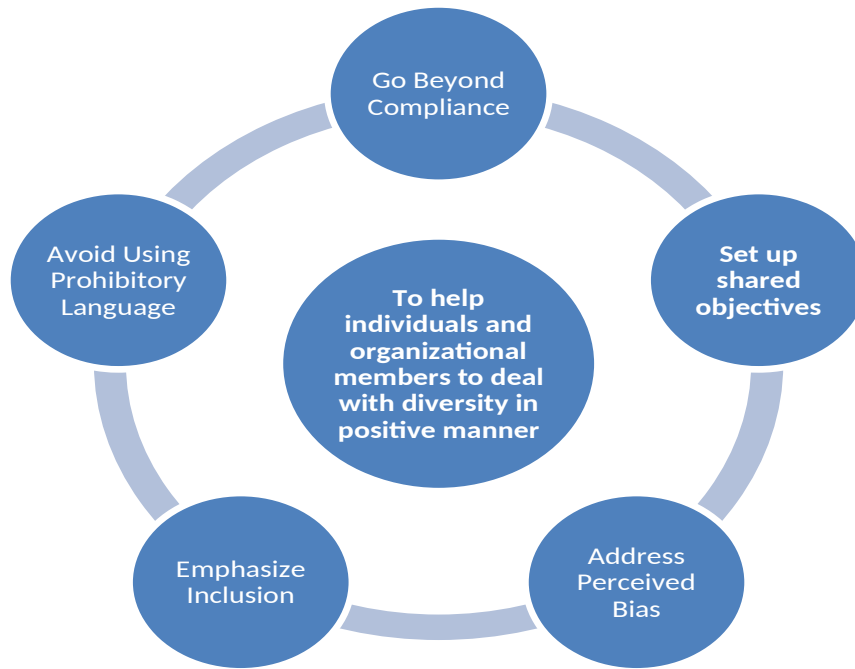 Go Beyond
Compliance
Set up
shared
objectives
Address
Perceived
Bias
Emphasize
Inclusion
Avoid Using
Prohibitory
Language
To help
individuals and
organizational
members to deal
with diversity in
positive manner